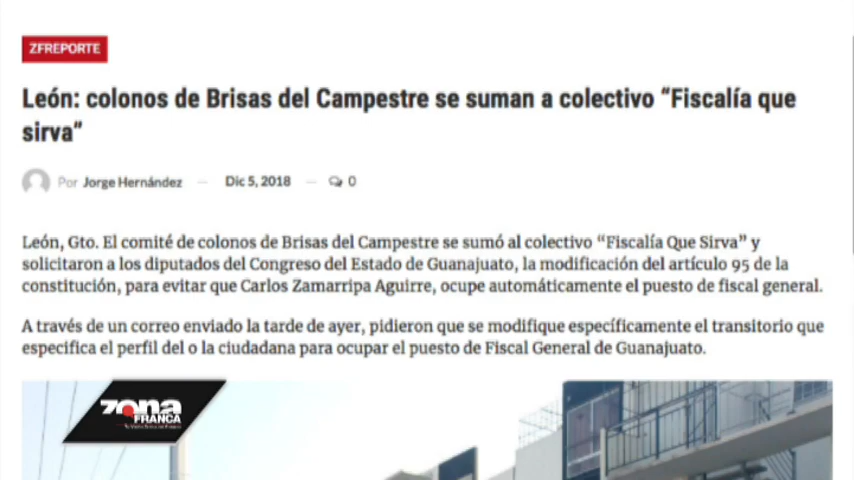 ZFREPORTE
León: colonos de Brisas del Campestre se suman a colectivo “Fiscalía que
sirva”
Por Jorge Hernández — Dic 5, 2018 — 0
León, Gto. El comité de colonos de Brisas del Campestre se sumó al colectivo “Fiscalía Que Sirva” y
solicitaron a los diputados del Congreso del Estado de Guanajuato, la modificación del artículo 95 de la
constitución, para evitar que Carlos Zamarripa Aguirre, ocupe automáticamente el puesto de fiscal general.
A través de un correo enviado la tarde de ayer, pidieron que se modifique específicamente el transitorio que
especifica el perfil del o la ciudadana para ocupar el puesto de Fiscal General de Guanajuato.
ZONA
FRANCA